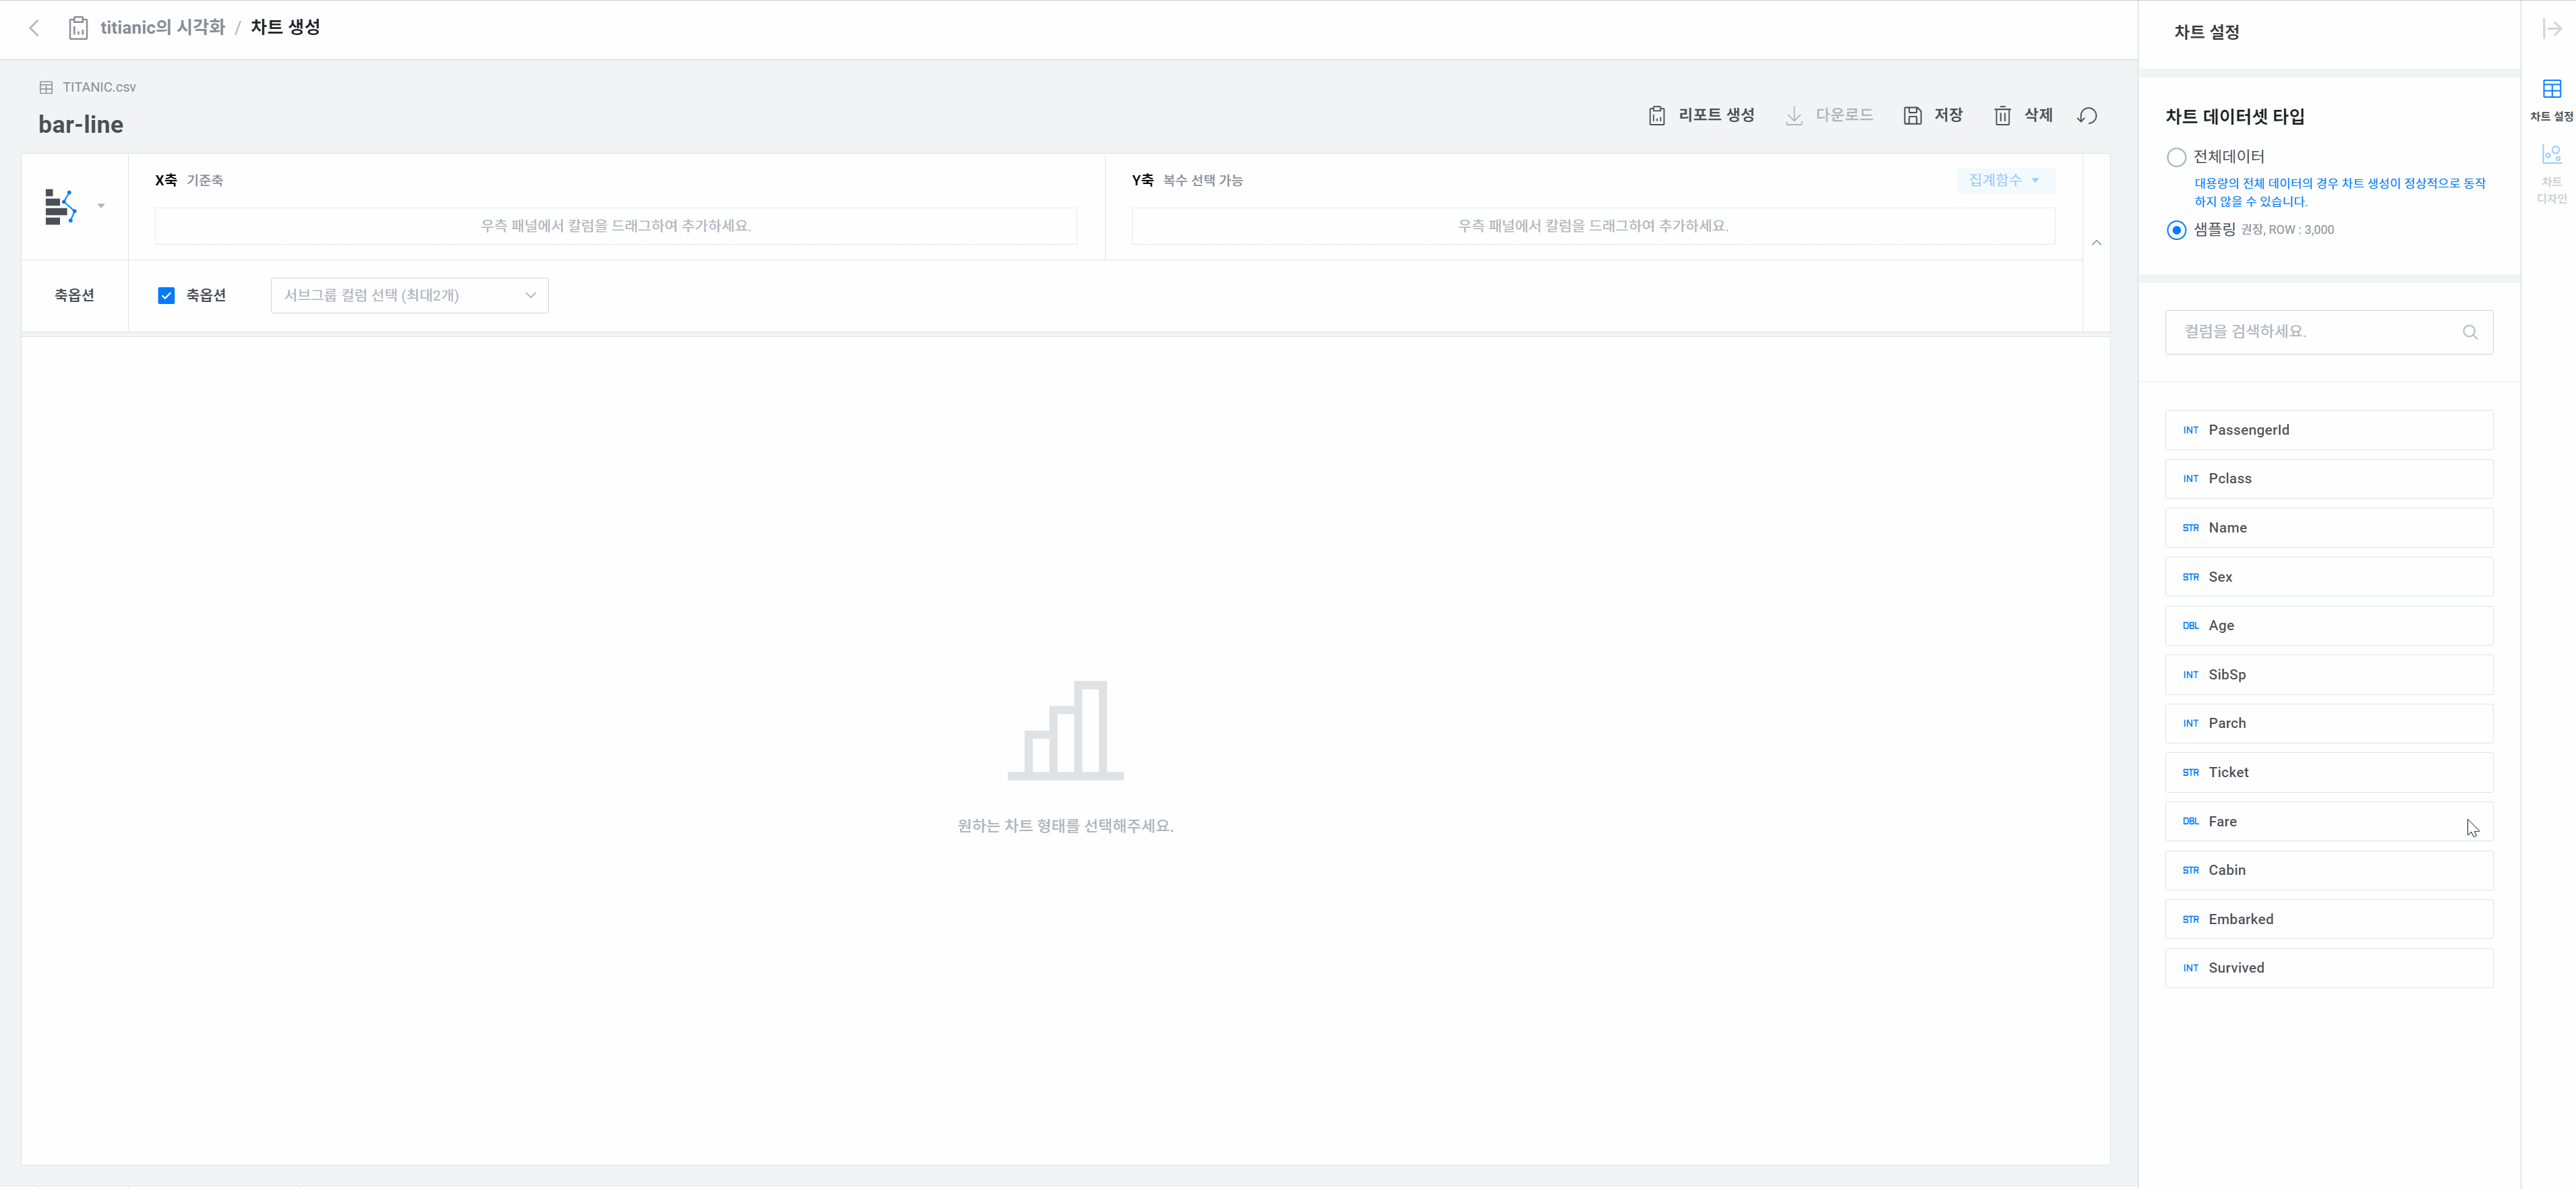 titianic의 시각화 / 차트 생성
TITANIC.csv
bar-line
리포트 생성
다운로드
저장
삭제
X축 기준축
우측 패널에서 칼럼을 드래그하여 추가하세요.
Y축 복수 선택 가능
집계함수
우측 패널에서 칼럼을 드래그하여 추가하세요.
축옵션
축옵션
서브그룹 컬럼 선택 (최대2개)
원하는 차트 형태를 선택해주세요.
차트 설정
차트 데이터셋 타입
전체데이터
대용량의 전체 데이터의 경우 차트 생성이 정상적으로 동작
하지 않을 수 있습니다.
샘플링 권장, ROW : 3,000
컬럼을 검색하세요.
INT PassengerId
INT Pclass
STR Name
STR Sex
DBL Age
INT SibSp
INT Parch
STR Ticket
DBL Fare
STR Cabin
STR Embarked
INT Survived
차트 설정
차트
디자인